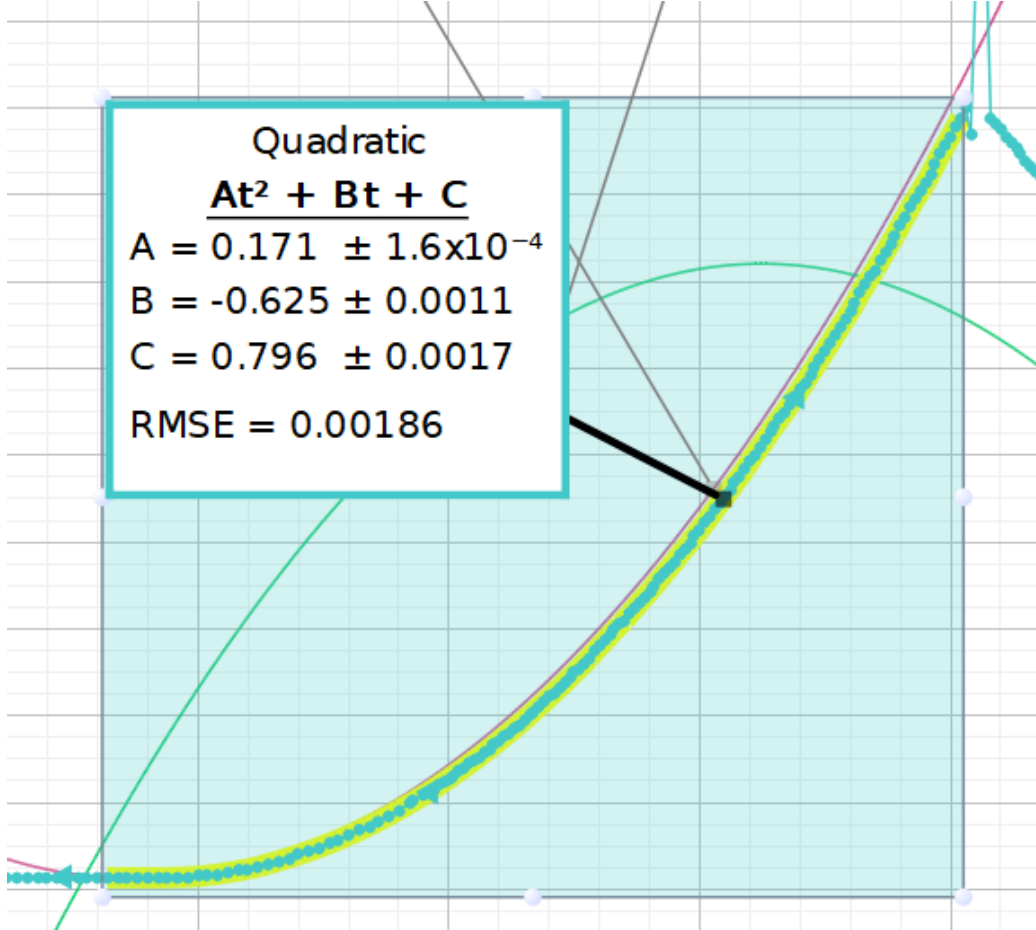 Quadratic
At² + Bt + C
A = 0.171 ± 1.6x10⁻⁴
B = -0.625 ± 0.0011
C = 0.796 ± 0.0017
RMSE = 0.00186